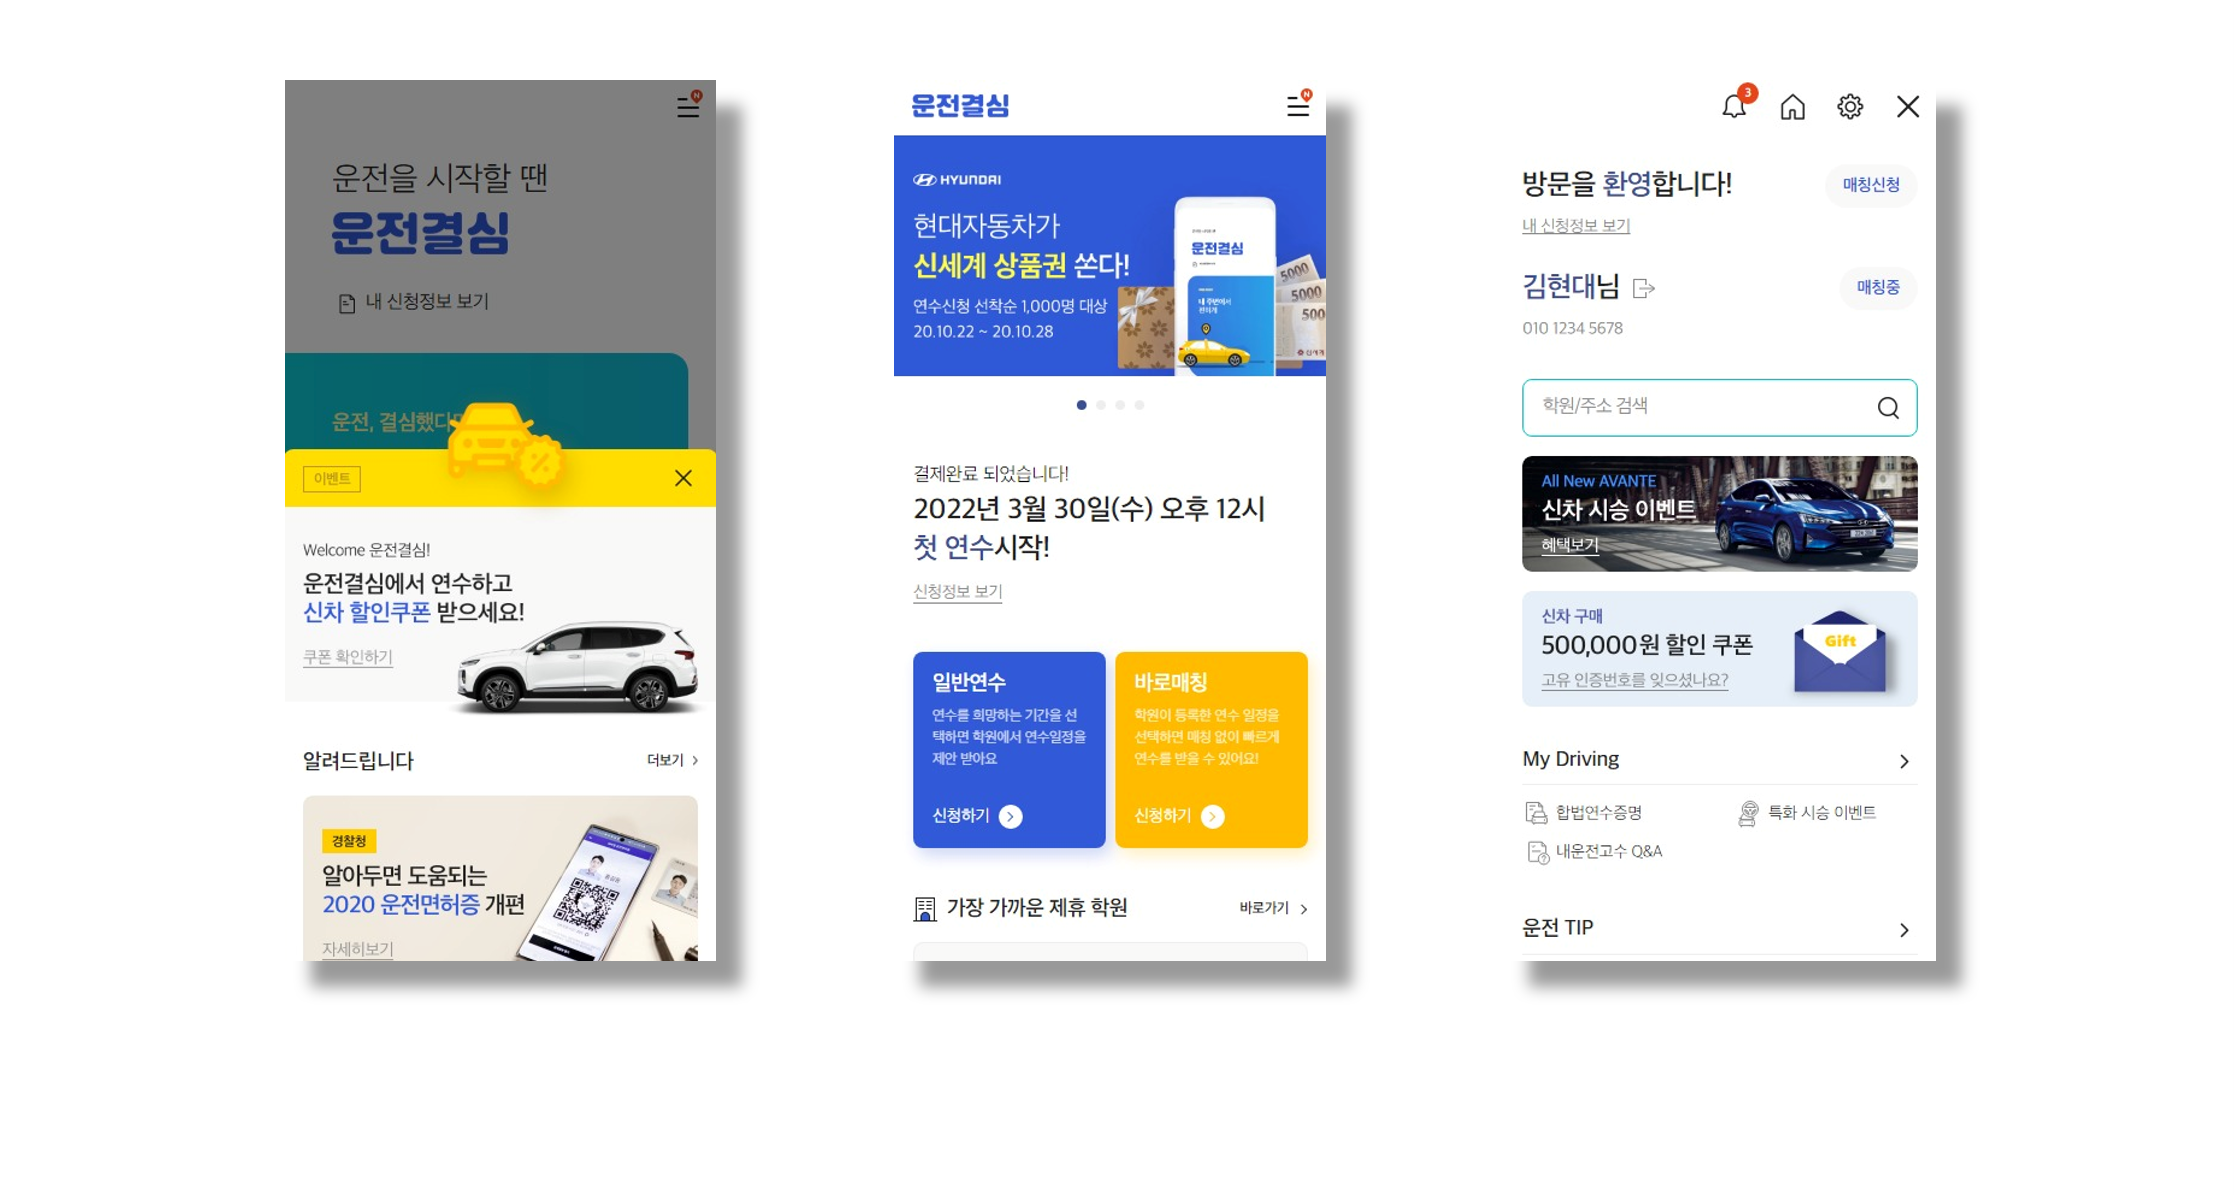 운전을 시작할 땐
운전결심
내 신청정보 보기
운전, 결심했다면
이벤트
Welcome 운전결심!
운전결심에서 연수하고
신차 할인쿠폰 받으세요!
쿠폰 확인하기
알려드립니다
더보기
경찰청
알아두면 도움되는
2020 운전면허증 개편
자세히보기
N
운전결심
N
HYUNDAI
현대자동차가
신세계 상품권 쏜다!
연수신청 선착순 1,000명 대상
20.10.22 ~ 20.10.28
운전결심
내 주변에서
편하게
5000
5000
500
결제완료 되었습니다!
2022년 3월 30일(수) 오후 12시
첫 연수시작!
신청정보 보기
일반연수
연수를 희망하는 기간을 선
택하면 학원에서 연수일정을
제안 받아요
신청하기
바로매칭
학원이 등록한 연수 일정을
선택하면 매칭 없이 빠르게
연수를 받을 수 있어요!
신청하기
가장 가까운 제휴 학원
바로가기
3
방문을 환영합니다!
매칭신청
내 신청정보 보기
김현대님
매칭중
010 1234 5678
학원/주소 검색
All New AVANTE
신차 시승 이벤트
혜택보기
신차 구매
500,000원 할인 쿠폰
고유 인증번호를 잊으셨나요?
Gift
My Driving
합법연수증명
특화 시승 이벤트
내운전고수 Q&A
운전 TIP